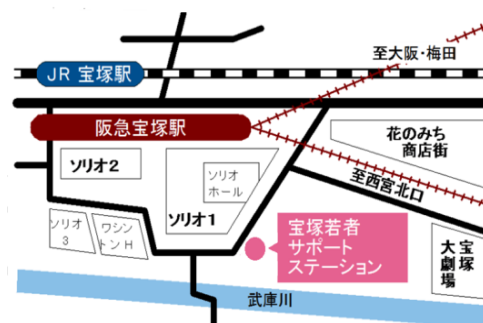 至大阪・梅田
JR 宝塚駅
阪急宝塚駅
花のみち
商店街
ソリオ2
ソリオ
ホール
至西宮北口
ソリオ1
ソリオ
3
ワシン
トンH
宝塚若者
サポート
ステーション
宝塚
大劇場
武庫川